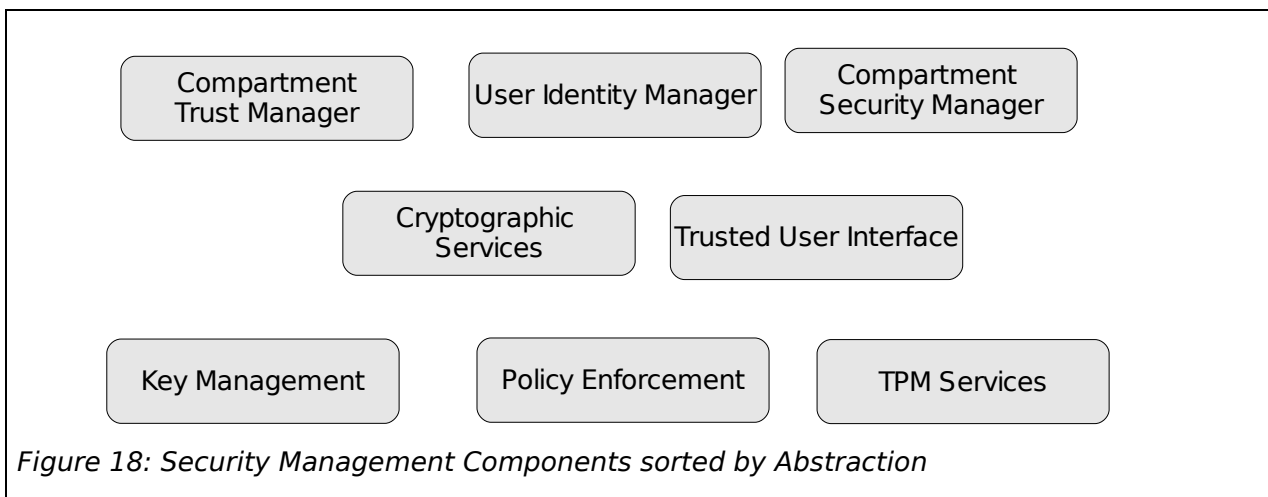 Compartment
Trust Manager
User Identity Manager
Compartment
Security Manager
Cryptographic
Services
Trusted User Interface
Key Management
Policy Enforcement
TPM Services
Figure 18: Security Management Components sorted by Abstraction